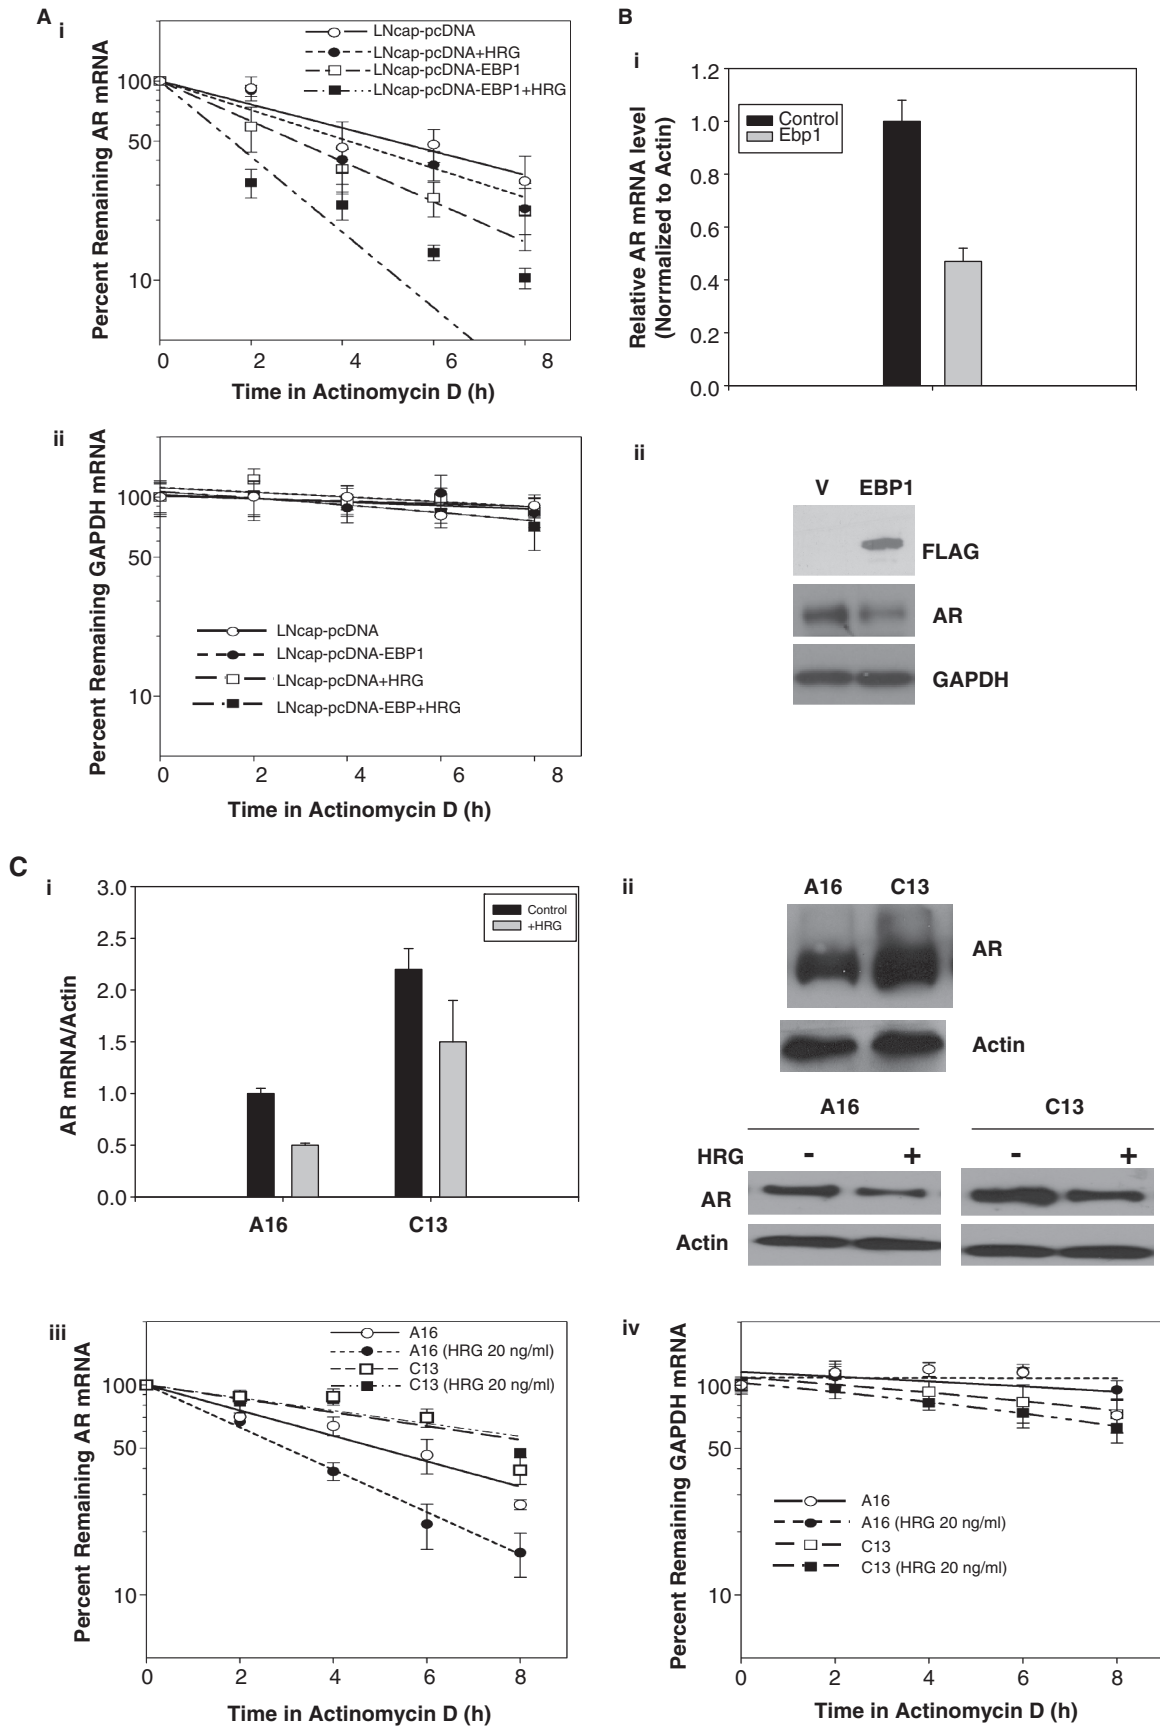 A
i
LNcap-pcDNA
LNcap-pcDNA+HRG
LNcap-pcDNA-EBP1
LNcap-pcDNA-EBP1+HRG
Percent Remaining AR mRNA
100
50
10
0 2 4 6 8
Time in Actinomycin D (h)
ii
Percent Remaining GAPDH mRNA
100
50
10
LNcap-pcDNA
LNcap-pcDNA-EBP1
LNcap-pcDNA+HRG
LNcap-pcDNA-EBP+HRG
0 2 4 6 8
Time in Actinomycin D (h)
B
i
Relative AR mRNA level
(Norrmalized to Actin)
1.2
1.0
0.8
0.6
0.4
0.2
0.0
Control
Ebp1
ii
V EBP1
FLAG
AR
GAPDH
C
i
AR mRNA/Actin
3.0
2.5
2.0
1.5
1.0
0.5
0.0
Control
+HRG
A16 C13
ii
A16 C13
AR
Actin
A16 C13
HRG - + - +
AR
Actin
iii
Percent Remaining AR mRNA
100
50
10
A16
A16 (HRG 20 ng/ml)
C13
C13 (HRG 20 ng/ml)
0 2 4 6 8
Time in Actinomycin D (h)
iv
Percent Remaining GAPDH mRNA
100
50
10
A16
A16 (HRG 20 ng/ml)
C13
C13 (HRG 20 ng/ml)
0 2 4 6 8
Time in Actinomycin D (h)